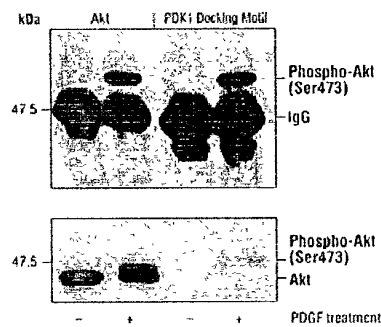 kDa
Akt PDK1 Docking Motif
Phospho-Akt
(Ser473)
47.5
IgG
Phospho-Akt
(Ser473)
47.5
Akt
- + - + PDGF treatment